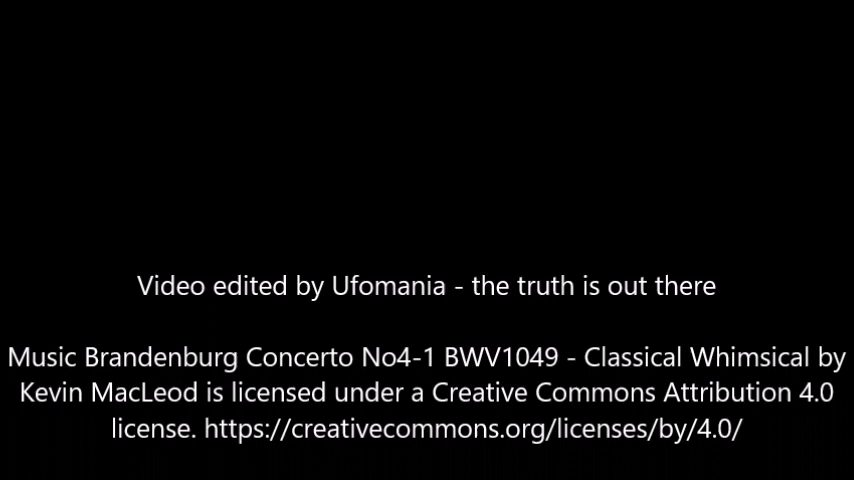 Video edited by Ufomania - the truth is out there
Music Brandenburg Concerto No4-1 BWV1049 - Classical Whimsical by
Kevin MacLeod is licensed under a Creative Commons Attribution 4.0
license. https://creativecommons.org/licenses/by/4.0/